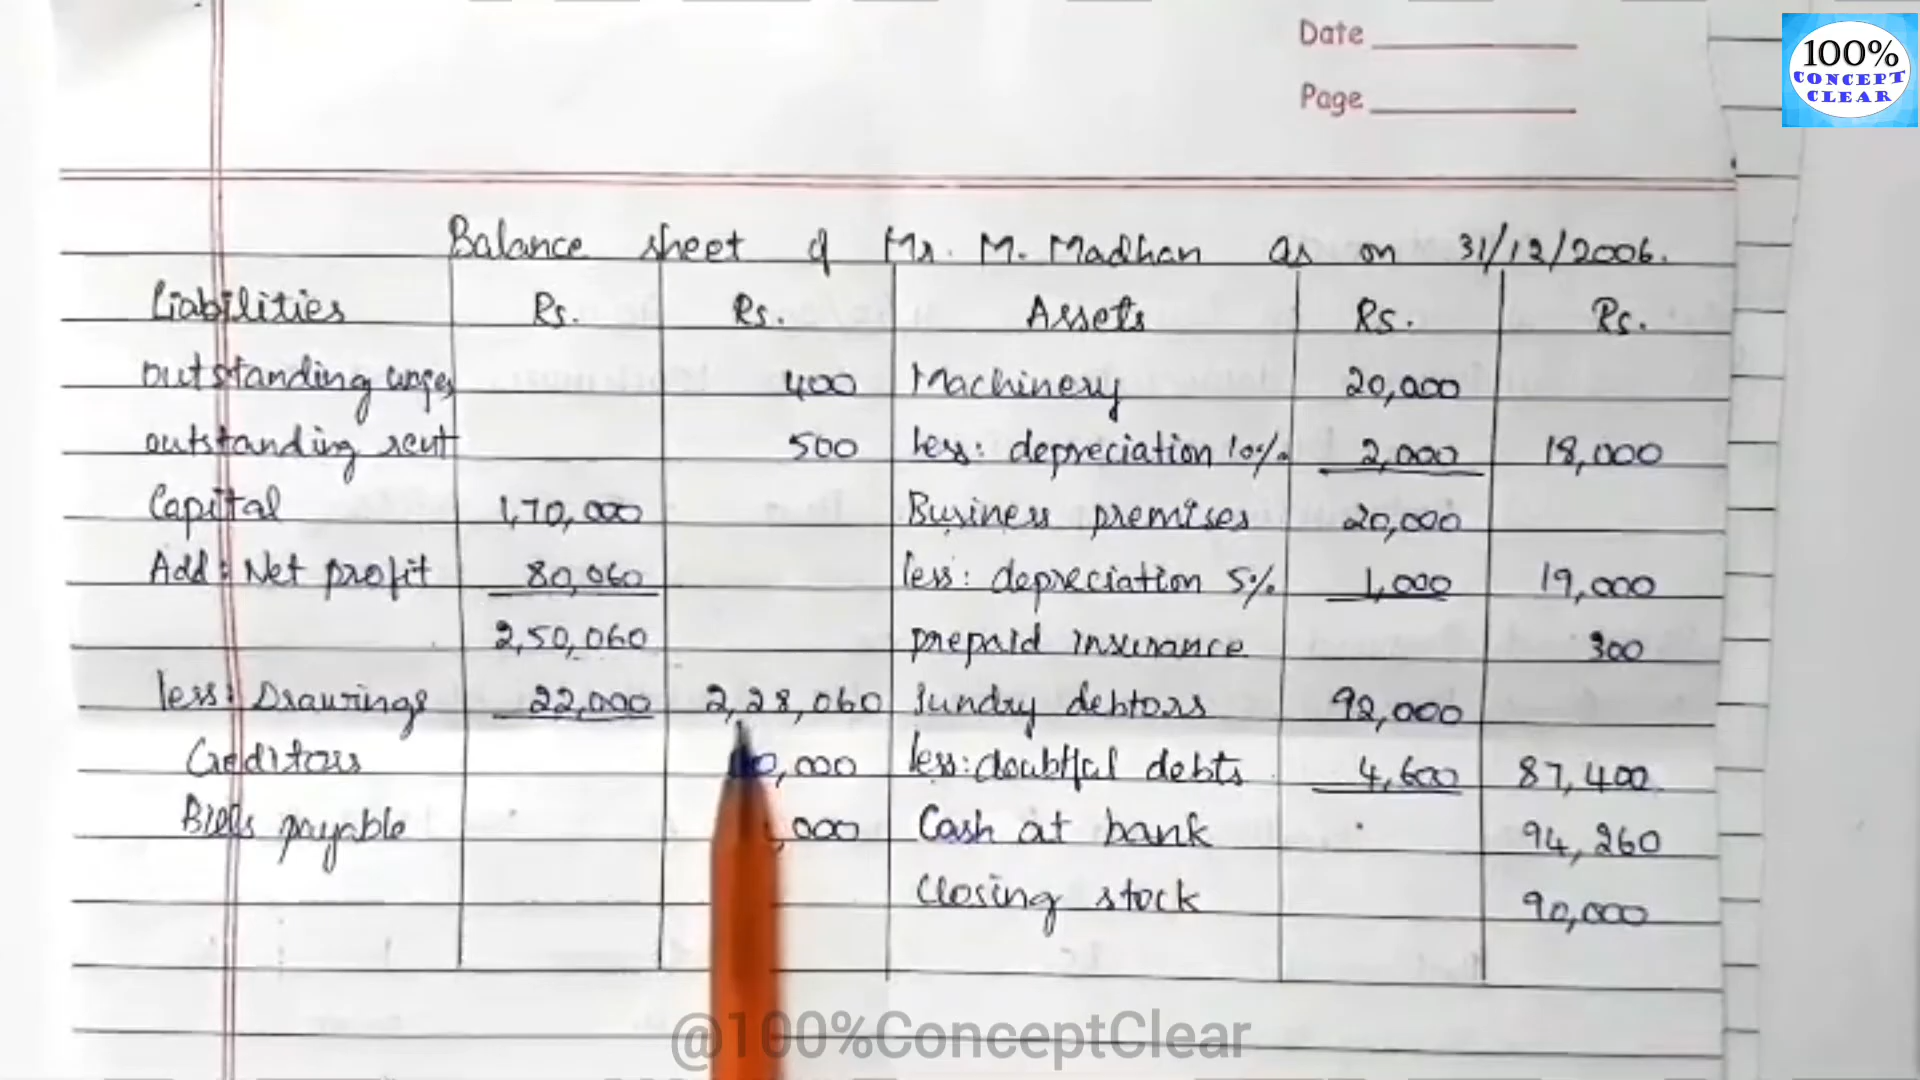 Date
Page
100%
CONCEPT
CLEAR
Balance sheet of Mr. M. Madhan as on 31/12/2006.
Liabilities Rs. Rs. Assets Rs. Rs.
outstanding wages 400 Machinery 20,000
outstanding rent 500 less: depreciation 10% 2,000 18,000
Capital 1,70,000 Business premises 20,000
Add: Net profit 80,060 less: depreciation 5% 1,000 19,000
2,50,060 prepaid insurance 300
less: Drawings 22,000 2,28,060 Sundry debtors 92,000
Creditors 0,000 less: doubtful debts 4,600 87,400
Bills payable ,000 Cash at bank 94,260
Closing stock 90,000
@100%ConceptClear